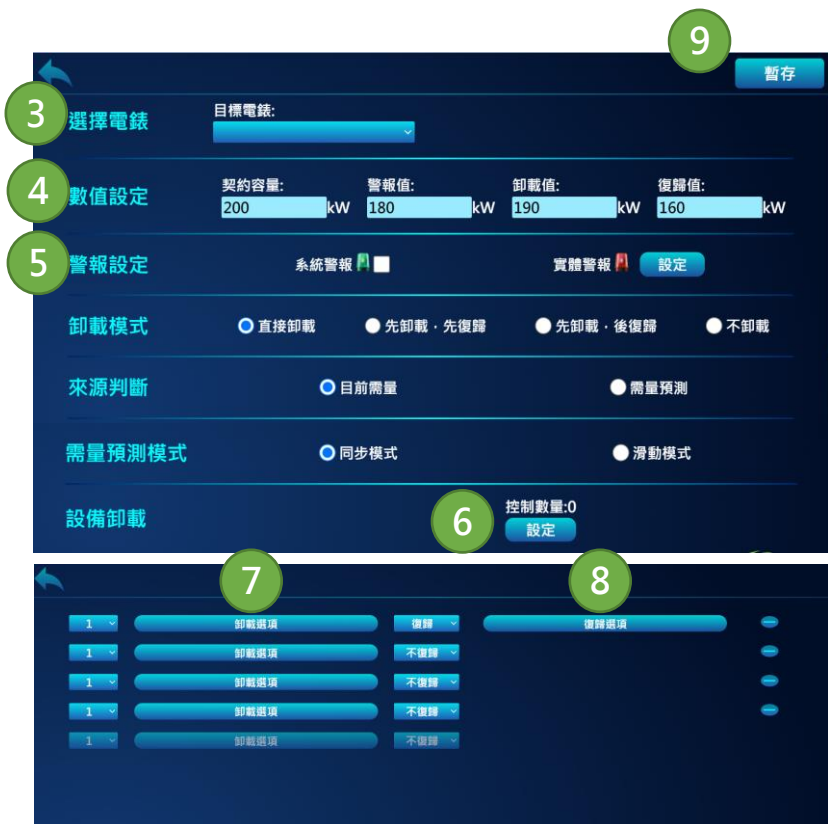 9
暫存
3
選擇電錶
目標電錶:
4
數值設定
契約容量:
200
kW
警報值:
180
kW
卸載值:
190
kW
復歸值:
160
kW
5
警報設定
系統警報
實體警報
設定
卸載模式
直接卸載
先卸載,先復歸
先卸載,後復歸
不卸載
來源判斷
目前需量
需量預測
需量預測模式
同步模式
滑動模式
設備卸載
6
控制數量:0
設定
7
8
1
卸載選項
復歸
復歸選項
1
卸載選項
不復歸
1
卸載選項
不復歸
1
卸載選項
不復歸
1
卸載選項
不復歸